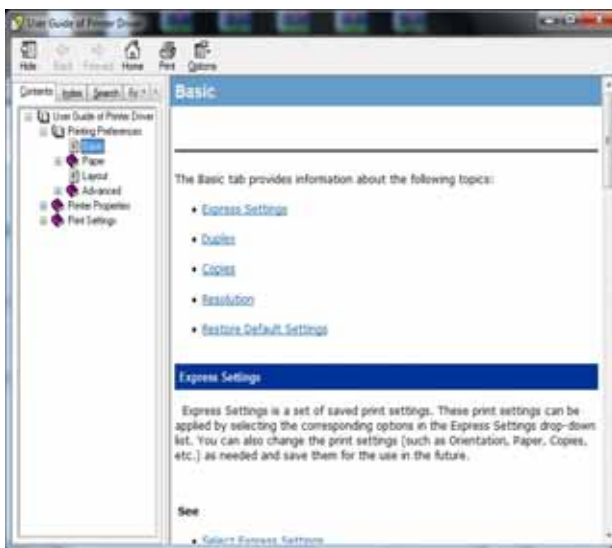 User Guide of Printer Driver
Hide Back Forward Home Print Options
Contents Index Search
User Guide of Printer Driver
Printing Preferences
Basic
Paper
Layout
Advanced
Printer Properties
Print Settings
Basic
The Basic tab provides information about the following topics:
• Express Settings
• Duplex
• Copies
• Resolution
• Restore Default Settings
Express Settings
Express Settings is a set of saved print settings. These print settings can be
applied by selecting the corresponding options in the Express Settings drop-down
list. You can also change the print settings (such as Orientation, Paper, Copies,
etc.) as needed and save them for the use in the future.
See
• Select Express Settings